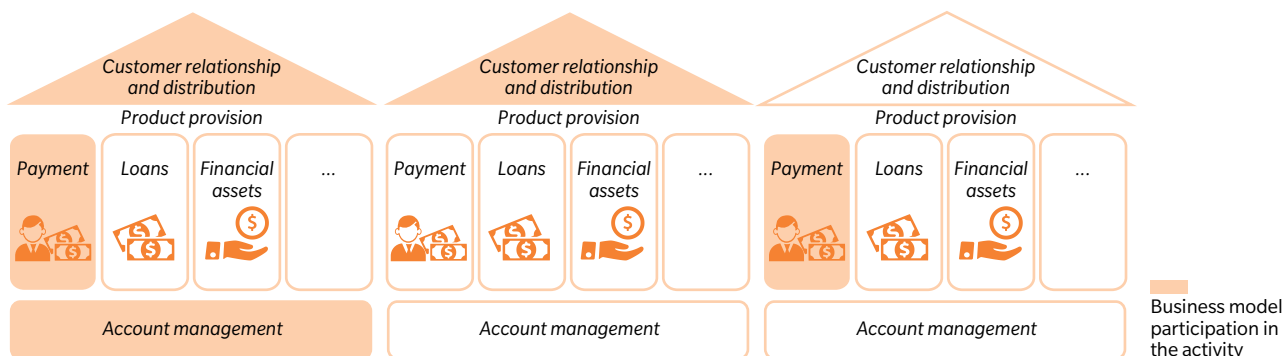 Customer relationship
and distribution
Product provision
Payment
Loans
Financial
assets
...
Account management
Customer relationship
and distribution
Product provision
Payment
Loans
Financial
assets
...
Account management
Customer relationship
and distribution
Product provision
Payment
Loans
Financial
assets
...
Account management
Business model
participation in
the activity